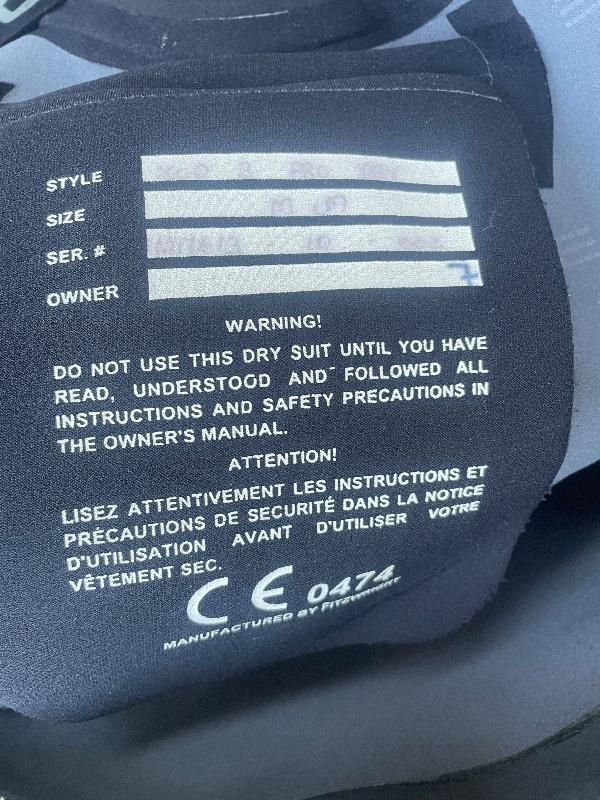 STYLE
SIZE
SER. #
OWNER 7
WARNING!
DO NOT USE THIS DRY SUIT UNTIL YOU HAVE
READ, UNDERSTOOD AND FOLLOWED ALL
INSTRUCTIONS AND SAFETY PRECAUTIONS IN
THE OWNER'S MANUAL.
ATTENTION!
LISEZ ATTENTIVEMENT LES INSTRUCTIONS ET
PRÉCAUTIONS DE SECURITÉ DANS LA NOTICE
D'UTILISATION AVANT D'UTILISER VOTRE
VÊTEMENT SEC.
CE 0474
MANUFACTURED BY